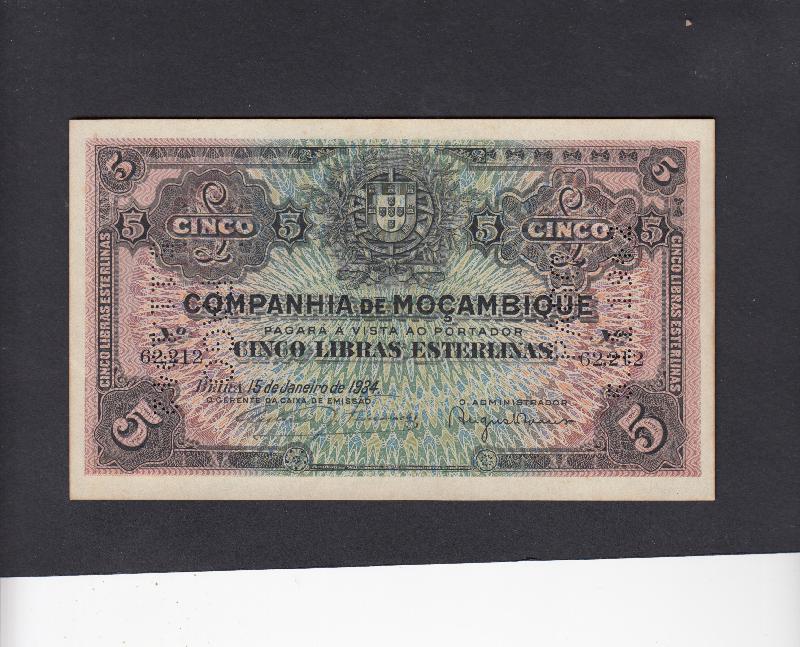 5 5
£ £
5 CINCO 5 5 CINCO 5
CINCO LIBRAS ESTERLINAS
CINCO LIBRAS ESTERLINAS
COMPANHIA DE MOÇAMBIQUE
PAGARÁ Á VISTA AO PORTADOR
Nº Nº
62,212 CINCO LIBRAS ESTERLINAS 62,212
BEIRA, 15 de Janeiro de 1934.
O GERENTE DA CAIXA DE EMISSÃO O ADMINISTRADOR
5 5